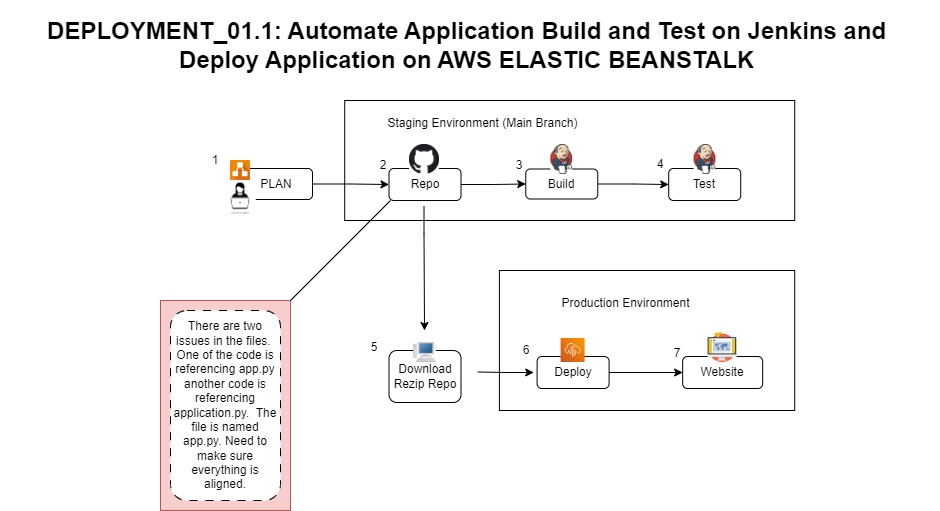 DEPLOYMENT_01.1: Automate Application Build and Test on Jenkins and
Deploy Application on AWS ELASTIC BEANSTALK
Staging Environment (Main Branch)
1
PLAN
2
Repo
3
Build
4
Test
There are two
issues in the files.
One of the code is
referencing app.py
another code is
referencing
application.py. The
file is named
app.py. Need to
make sure
everything is
aligned.
5
Download
Rezip Repo
Production Environment
6
Deploy
7
Website